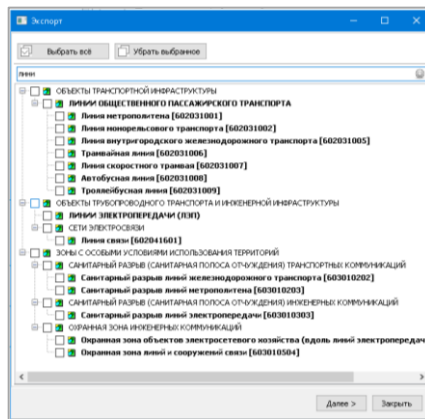 Экспорт
Выбрать всё
Убрать выбранное
лини
ОБЪЕКТЫ ТРАНСПОРТНОЙ ИНФРАСТРУКТУРЫ
ЛИНИИ ОБЩЕСТВЕННОГО ПАССАЖИРСКОГО ТРАНСПОРТА
Линия метрополитена [602031001]
Линия монорельсового транспорта [602031002]
Линия внутригородского железнодорожного транспорта [602031005]
Трамвайная линия [602031006]
Линия скоростного трамвая [602031007]
Автобусная линия [602031008]
Троллейбусная линия [602031009]
ОБЪЕКТЫ ТРУБОПРОВОДНОГО ТРАНСПОРТА И ИНЖЕНЕРНОЙ ИНФРАСТРУКТУРЫ
ЛИНИИ ЭЛЕКТРОПЕРЕДАЧИ (ЛЭП)
СЕТИ ЭЛЕКТРОСВЯЗИ
Линия связи [602041601]
ЗОНЫ С ОСОБЫМИ УСЛОВИЯМИ ИСПОЛЬЗОВАНИЯ ТЕРРИТОРИЙ
САНИТАРНЫЙ РАЗРЫВ (САНИТАРНАЯ ПОЛОСА ОТЧУЖДЕНИЯ) ТРАНСПОРТНЫХ КОММУНИКАЦИЙ
Санитарный разрыв линий железнодорожного транспорта [603010202]
Санитарный разрыв линий метрополитена [603010203]
САНИТАРНЫЙ РАЗРЫВ (САНИТАРНАЯ ПОЛОСА ОТЧУЖДЕНИЯ) ИНЖЕНЕРНЫХ КОММУНИКАЦИЙ
Санитарный разрыв линий электропередачи [603010303]
ОХРАННАЯ ЗОНА ИНЖЕНЕРНЫХ КОММУНИКАЦИЙ
Охранная зона объектов электросетевого хозяйства (вдоль линий электропередач
Охранная зона линий и сооружений связи [603010504]
Далее >
Закрыть